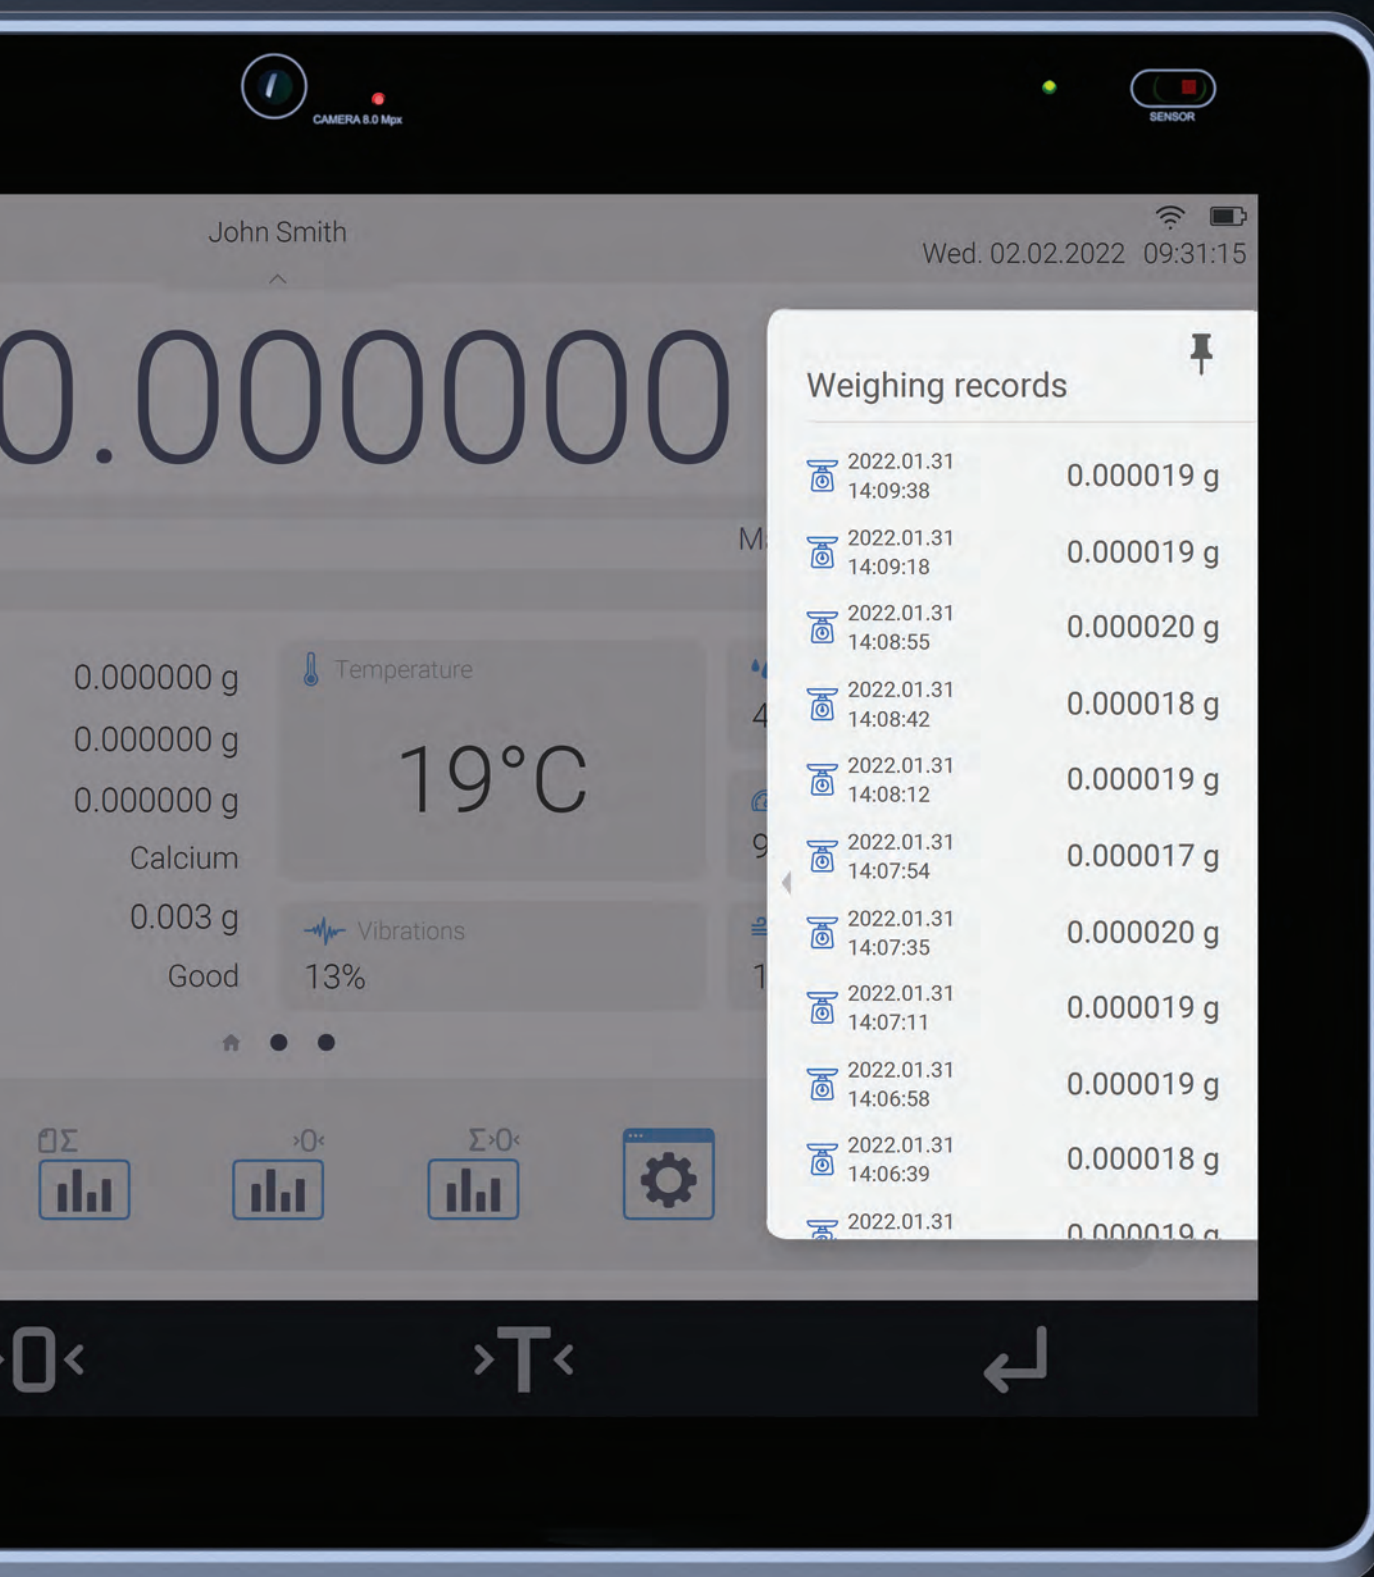 CAMERA 8.0 Mpx
SENSOR
John Smith
Wed. 02.02.2022 09:31:15
0.000000
Weighing records
2022.01.31
14:09:38
0.000019 g
2022.01.31
14:09:18
0.000019 g
2022.01.31
14:08:55
0.000020 g
2022.01.31
14:08:42
0.000018 g
2022.01.31
14:08:12
0.000019 g
2022.01.31
14:07:54
0.000017 g
2022.01.31
14:07:35
0.000020 g
2022.01.31
14:07:11
0.000019 g
2022.01.31
14:06:58
0.000019 g
2022.01.31
14:06:39
0.000018 g
2022.01.31
0.000019 g
0.000000 g
0.000000 g
0.000000 g
Calcium
0.003 g
Good
Temperature
19°C
Vibrations
13%
Σ
>0<
Σ>0<
0<
>T<